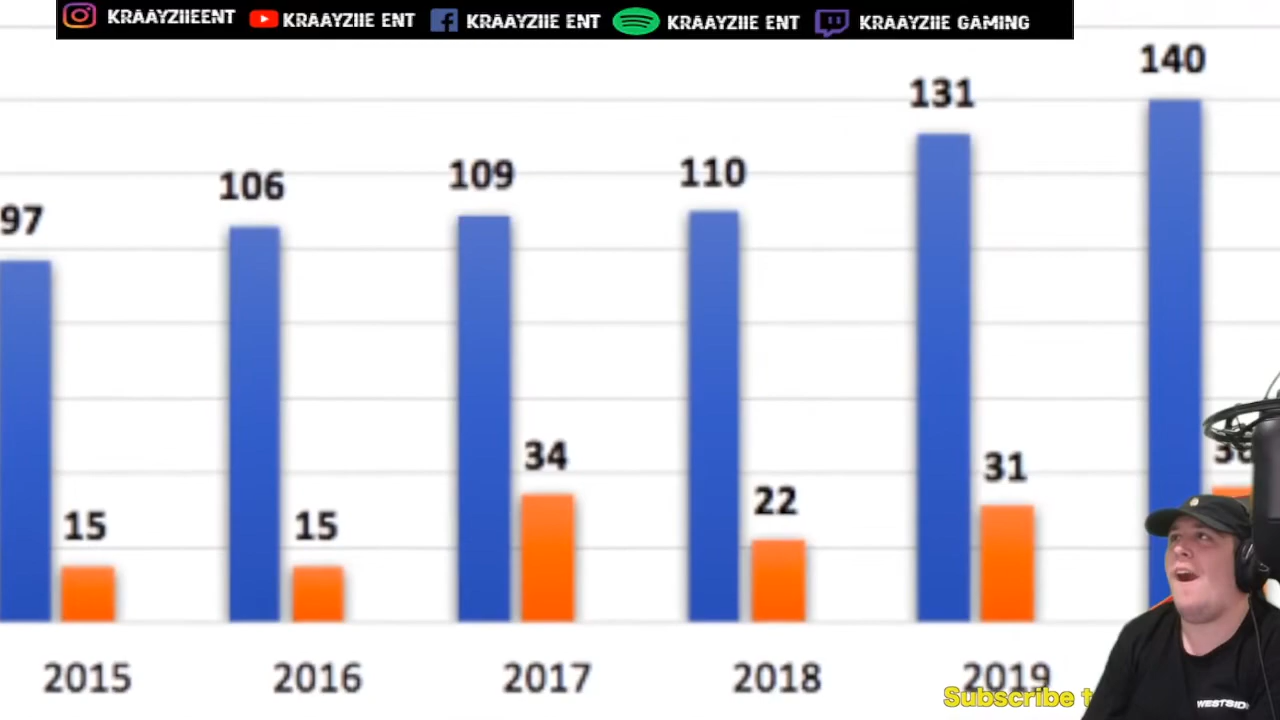 KRAAYZIIEENT KRAAYZIIE ENT KRAAYZIIE ENT KRAAYZIIE ENT KRAAYZIIE GAMING
140
131
106 109 110
97
34
31
22
15 15
2015 2016 2017 2018 2019
Subscribe